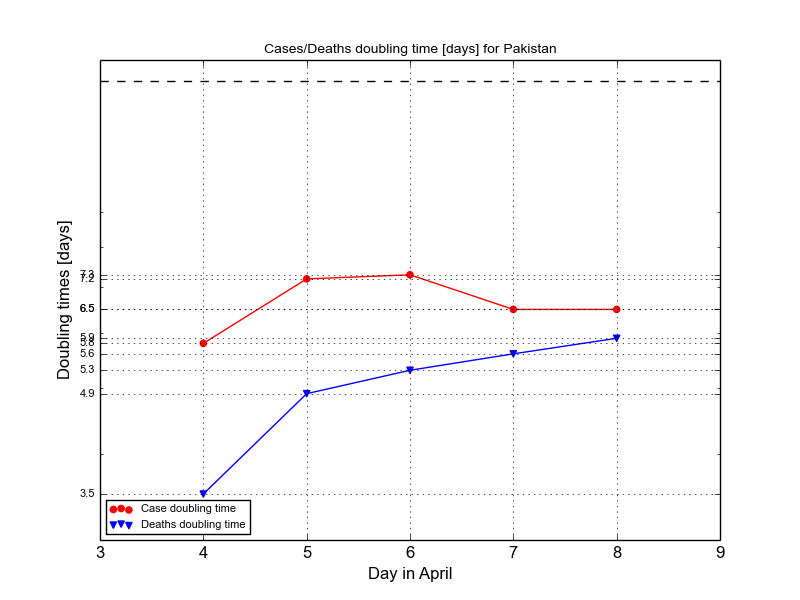 Cases/Deaths doubling time [days] for Pakistan
Doubling times [days]
7.3
7.2
6.5
5.9
5.8
5.6
5.3
4.9
3.5
Case doubling time
Deaths doubling time
3 4 5 6 7 8 9
Day in April